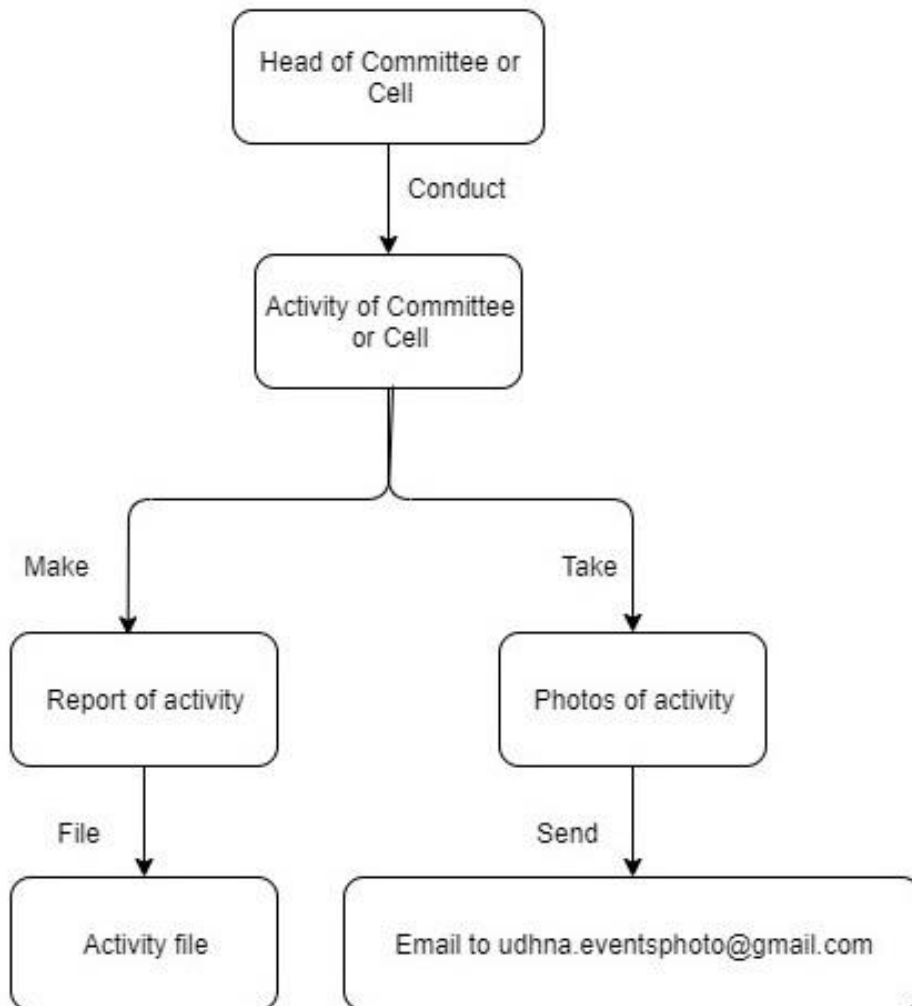 Head of Committee or
Cell
Conduct
Activity of Committee
or Cell
Make
Take
Report of activity
Photos of activity
File
Send
Activity file
Email to udhna.eventsphoto@gmail.com